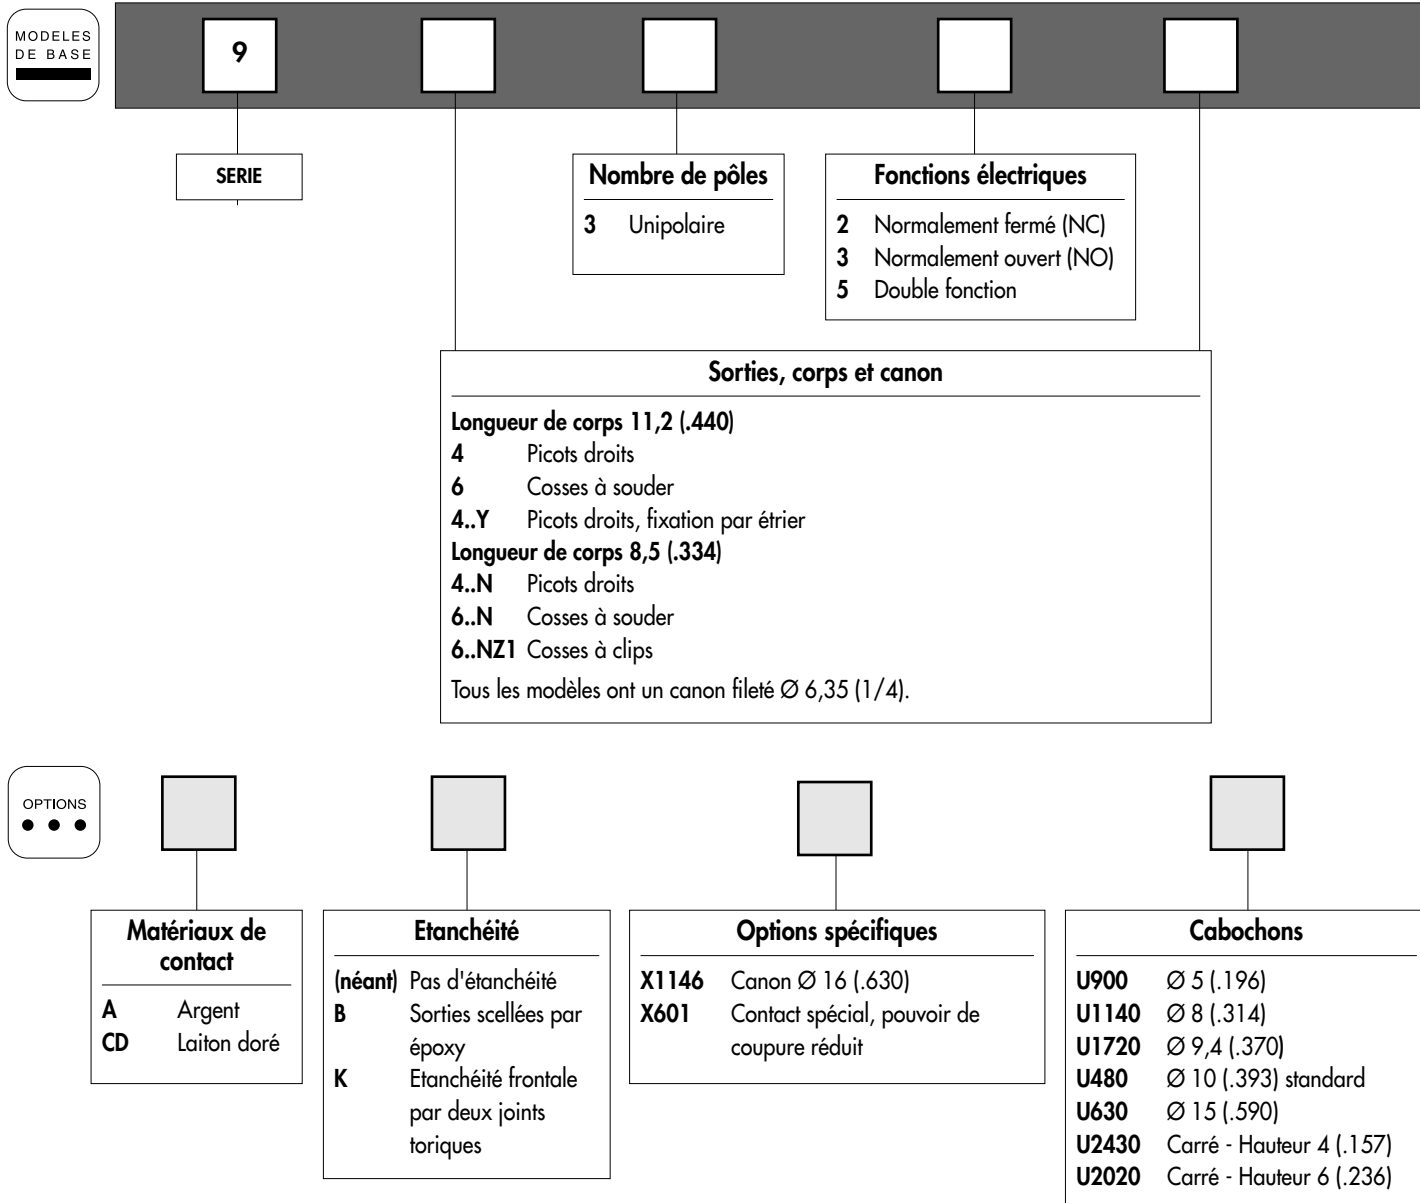 MODELES
DE BASE
9
SERIE
Nombre de pôles
3 Unipolaire
Fonctions électriques
2 Normalement fermé (NC)
3 Normalement ouvert (NO)
5 Double fonction
Sorties, corps et canon
Longueur de corps 11,2 (.440)
4 Picots droits
6 Cosses à souder
4..Y Picots droits, fixation par étrier
Longueur de corps 8,5 (.334)
4..N Picots droits
6..N Cosses à souder
6..NZ1 Cosses à clips
Tous les modèles ont un canon fileté Ø 6,35 (1/4).
OPTIONS
Matériaux de
contact
A Argent
CD Laiton doré
Etanchéité
(néant) Pas d'étanchéité
B Sorties scellées par
époxy
K Etanchéité frontale
par deux joints
toriques
Options spécifiques
X1146 Canon Ø 16 (.630)
X601 Contact spécial, pouvoir de
coupure réduit
Cabochons
U900 Ø 5 (.196)
U1140 Ø 8 (.314)
U1720 Ø 9,4 (.370)
U480 Ø 10 (.393) standard
U630 Ø 15 (.590)
U2430 Carré - Hauteur 4 (.157)
U2020 Carré - Hauteur 6 (.236)